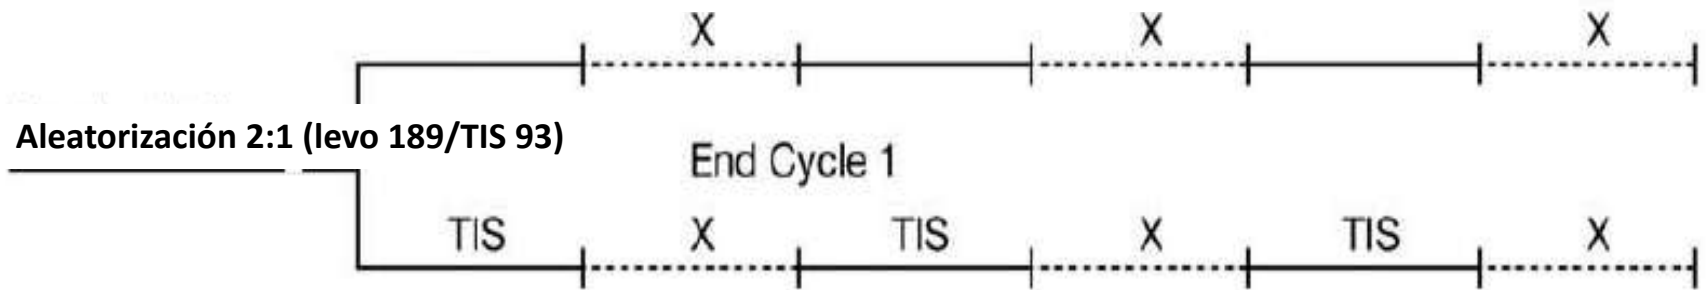 X X X
Aleatorización 2:1 (levo 189/TIS 93)
End Cycle 1
TIS X TIS X TIS X